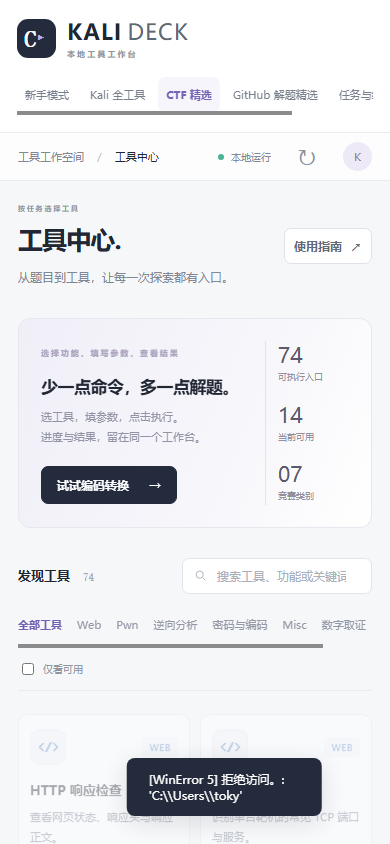 C
KALI DECK
本地工具工作台
新手模式 Kali 全工具 CTF 精选 GitHub 解题精选 任务与
工具工作空间 / 工具中心 本地运行 K
按任务选择工具
工具中心.
使用指南 ↗
从题目到工具，让每一次探索都有入口。
选择功能、填写参数、查看结果
少一点命令，多一点解题。
选工具，填参数，点击执行。
进度与结果，留在同一个工作台。
试试编码转换 →
74
可执行入口
14
当前可用
07
竞赛类别
发现工具 74
搜索工具、功能或关键词
全部工具 Web Pwn 逆向分析 密码与编码 Misc 数字取证
仅看可用
</> WEB </> WEB
HTTP 响应检查
查看网页状态、响应头与响应
正文。
识别单台靶机的常见 TCP 端口
与服务。
[WinError 5] 拒绝访问。:
'C:\\Users\\toky'